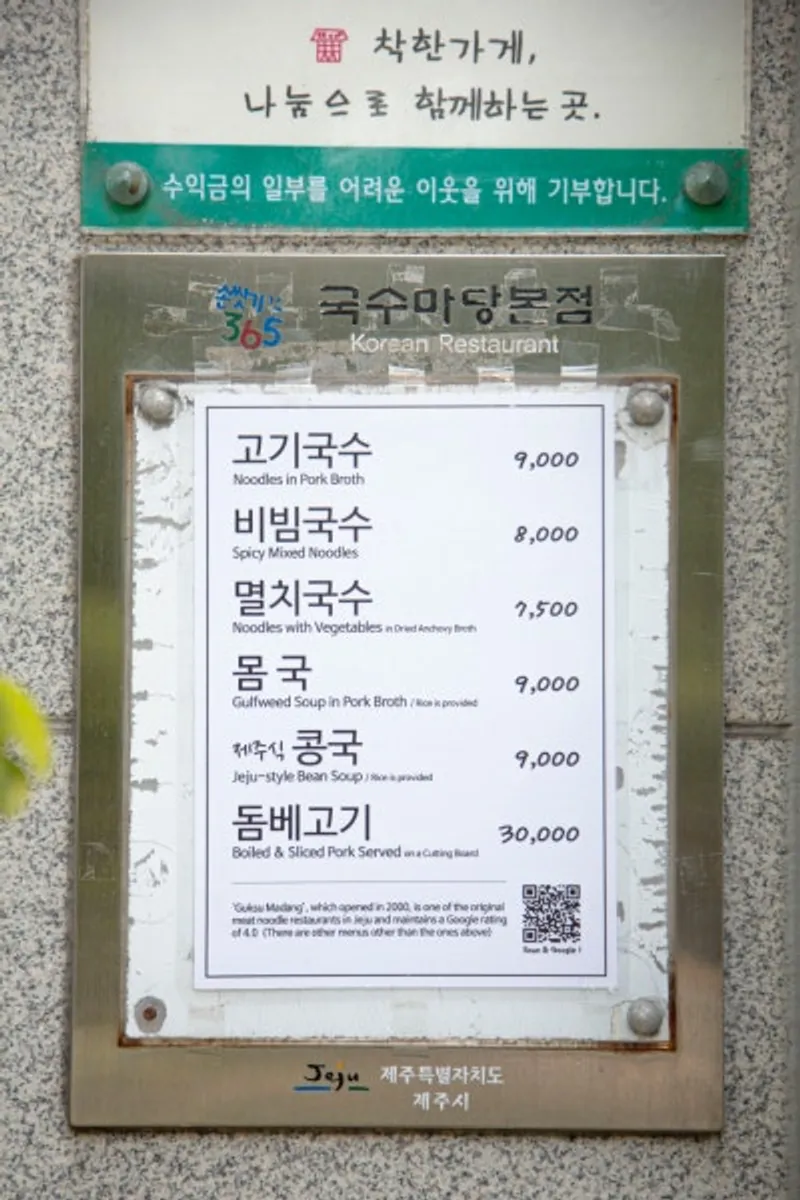 착한가게,
나눔으로 함께하는 곳.
수익금의 일부를 어려운 이웃을 위해 기부합니다.
손씻기
365
국수마당본점
Korean Restaurant
고기국수 9,000
Noodles in Pork Broth
비빔국수 8,000
Spicy Mixed Noodles
멸치국수 7,500
Noodles with Vegetables in Dried Anchovy Broth
몸 국 9,000
Gulfweed Soup in Pork Broth / Rice is provided
제주식 콩국 9,000
Jeju-style Bean Soup / Rice is provided
돔베고기 30,000
Boiled & Sliced Pork Served on a Cutting Board
'Guksu Madang', which opened in 2000, is one of the original
meat noodle restaurants in Jeju and maintains a Google rating
of 4.0 (There are other menus other than the ones above)
Scan & Google !
Jeju 제주특별자치도
제주시